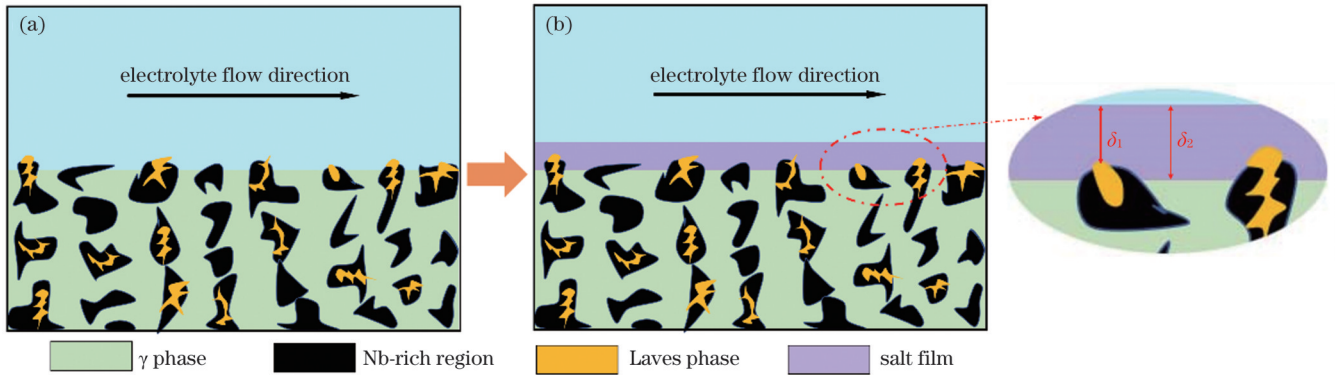 (a)
electrolyte flow direction
(b)
electrolyte flow direction
δ₁
δ₂
γ phase
Nb-rich region
Laves phase
salt film